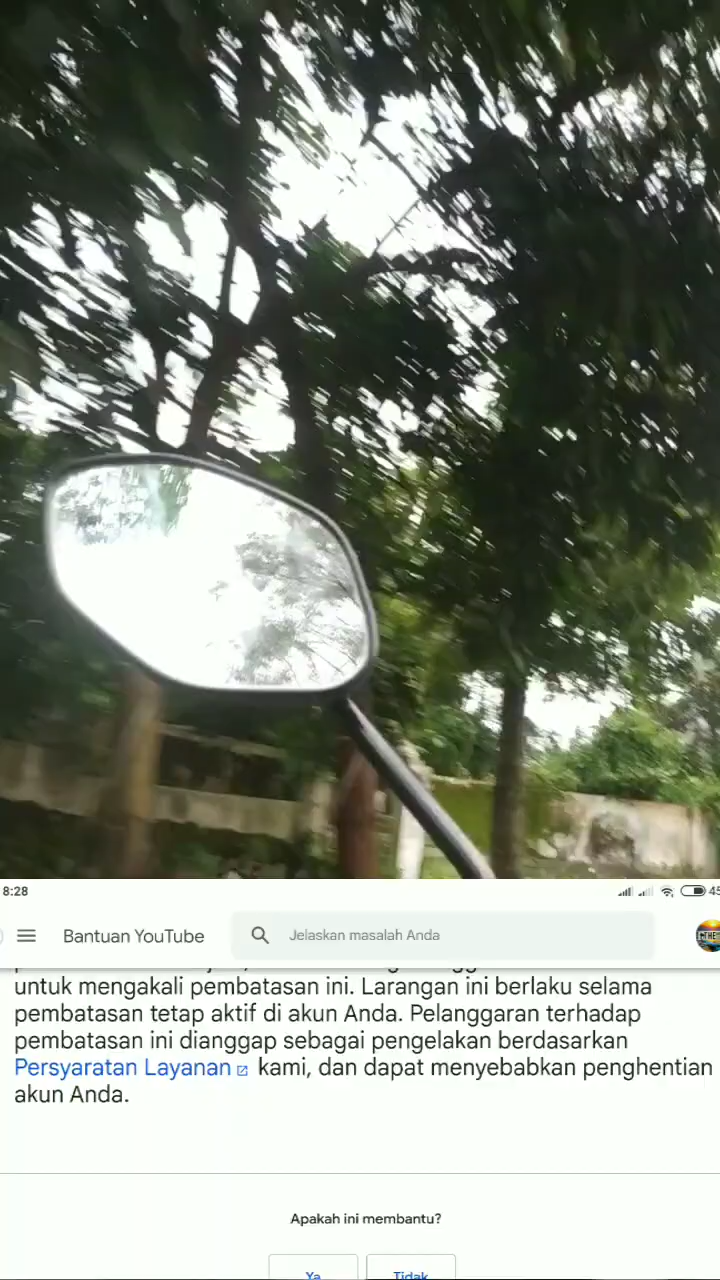 8:28
45
Bantuan YouTube
Jelaskan masalah Anda
untuk mengakali pembatasan ini. Larangan ini berlaku selama
pembatasan tetap aktif di akun Anda. Pelanggaran terhadap
pembatasan ini dianggap sebagai pengelakan berdasarkan
Persyaratan Layanan kami, dan dapat menyebabkan penghentian
akun Anda.
Apakah ini membantu?
Ya
Tidak